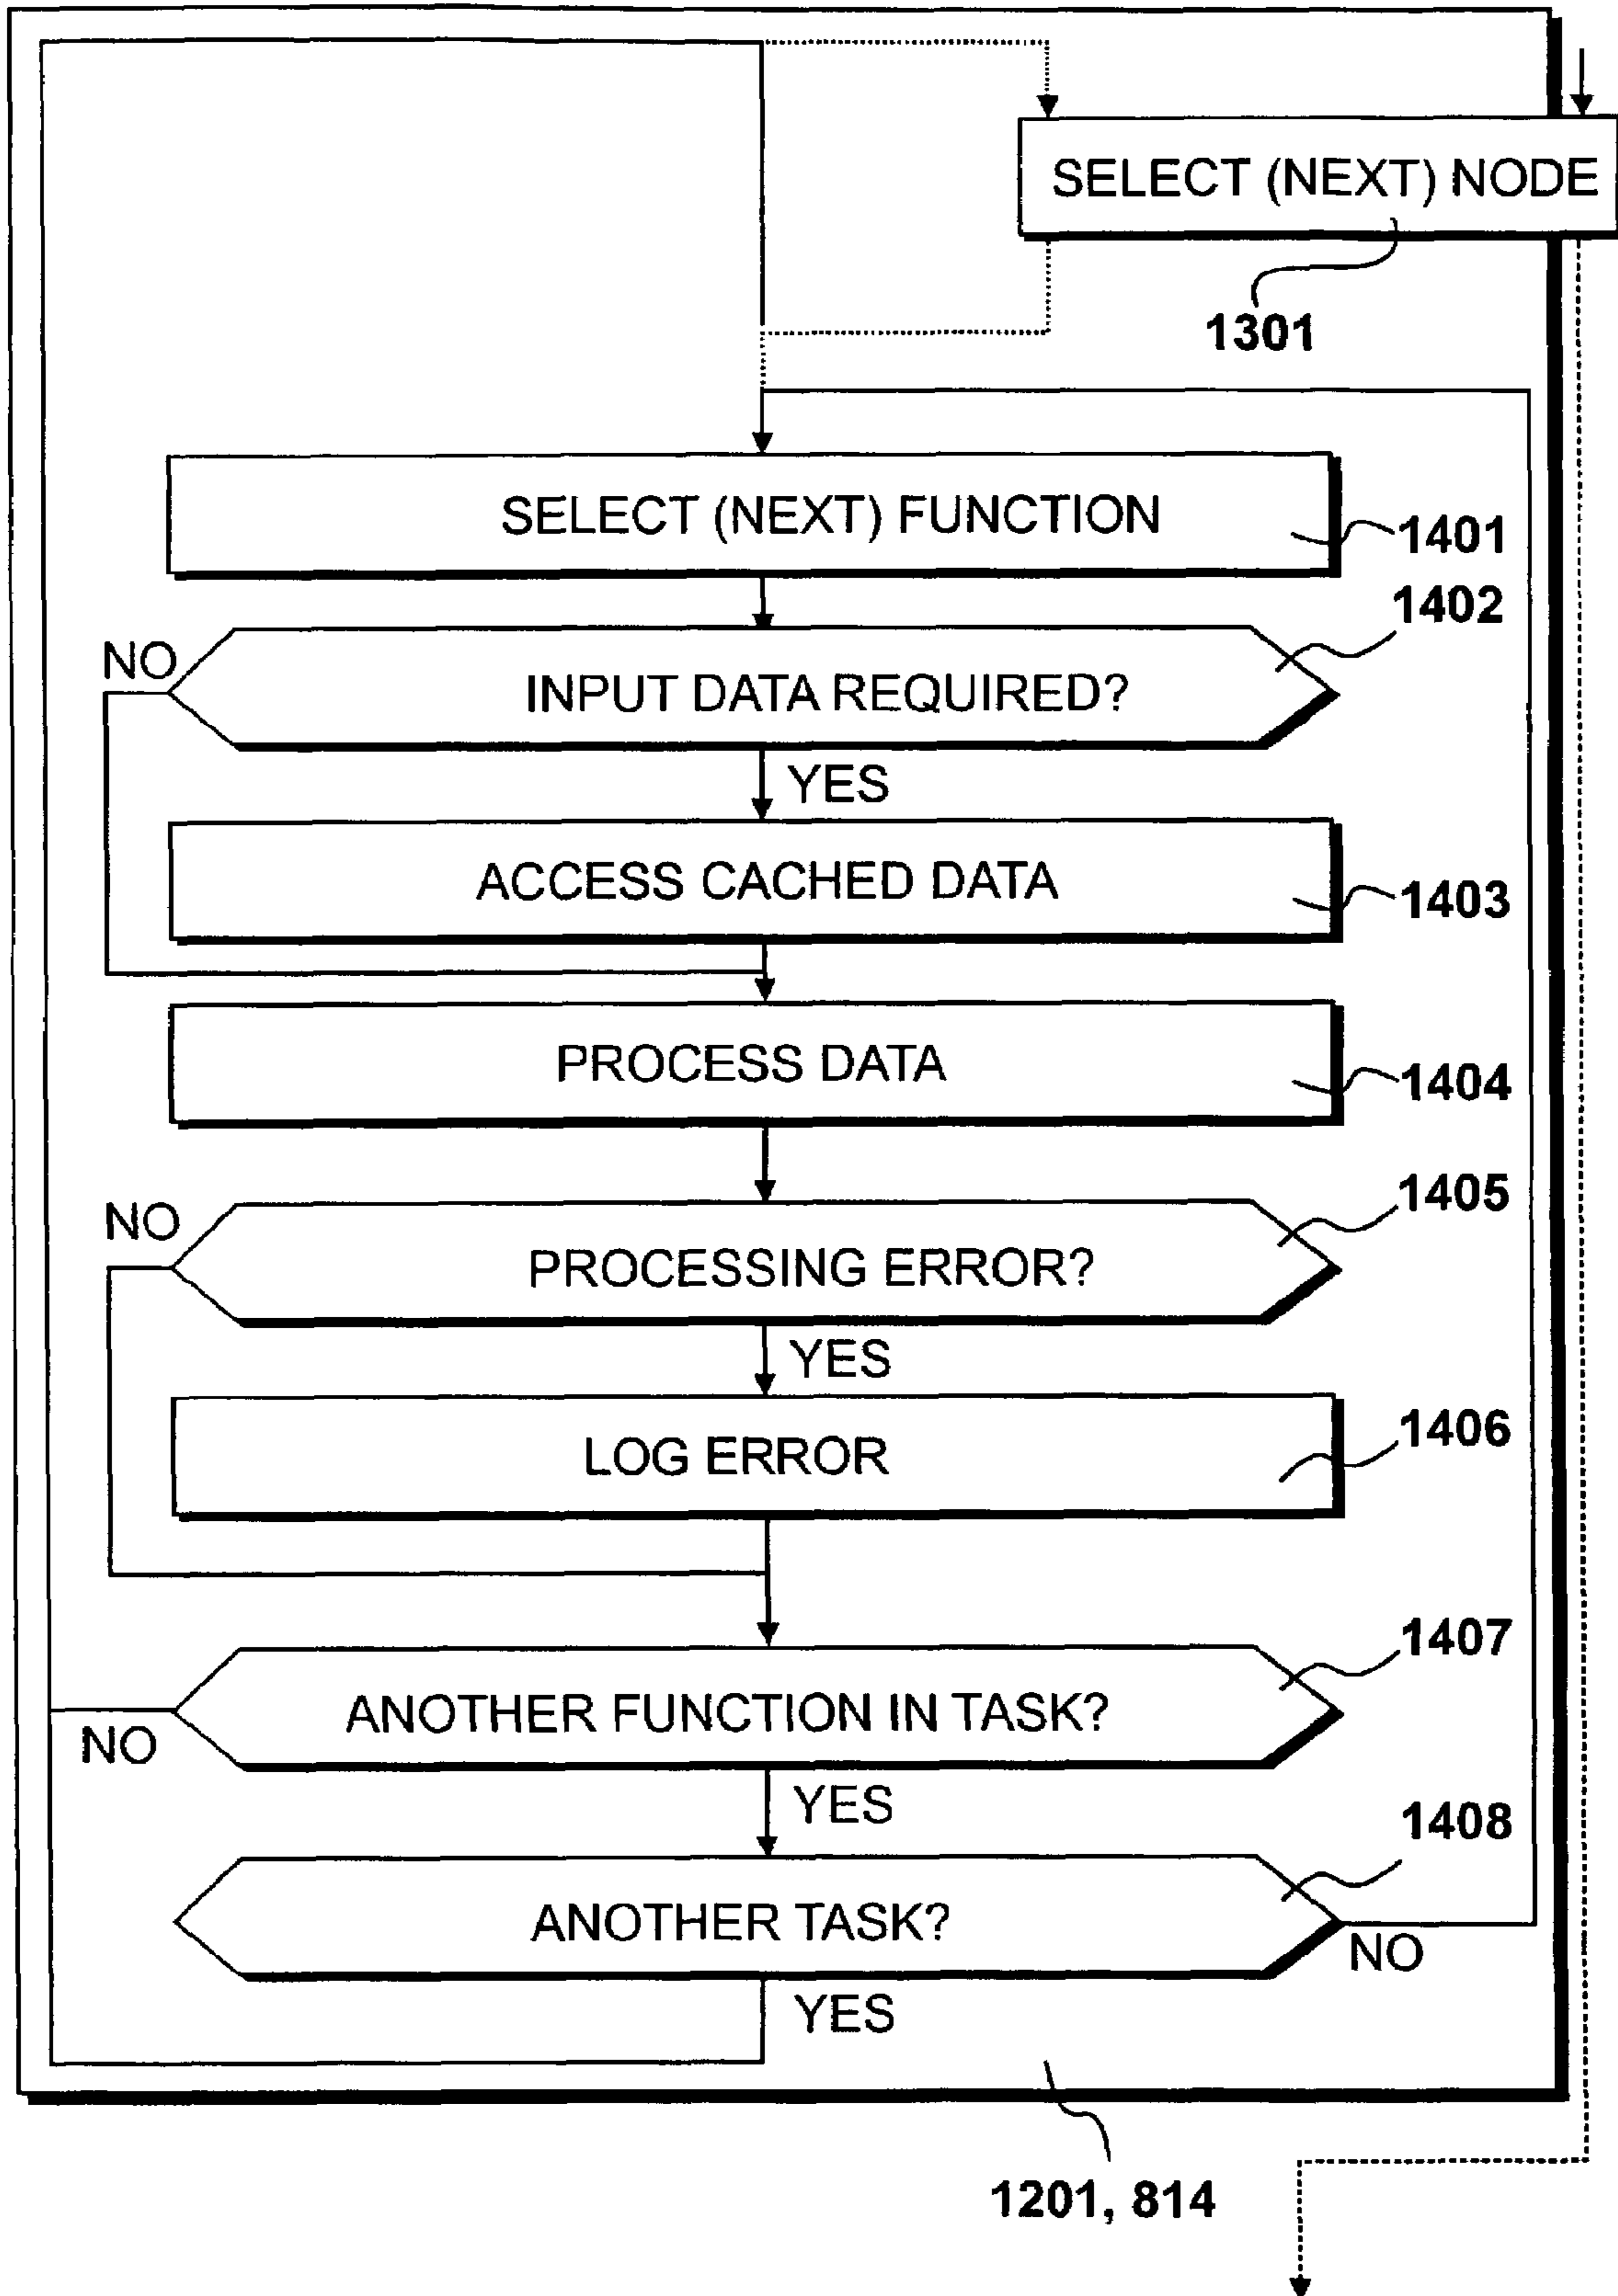 SELECT (NEXT) NODE
1301
SELECT (NEXT) FUNCTION
1401
1402
NO
INPUT DATA REQUIRED?
YES
ACCESS CACHED DATA
1403
PROCESS DATA
1404
1405
NO
PROCESSING ERROR?
YES
LOG ERROR
1406
1407
ANOTHER FUNCTION IN TASK?
NO
YES
1408
ANOTHER TASK?
NO
YES
1201, 814